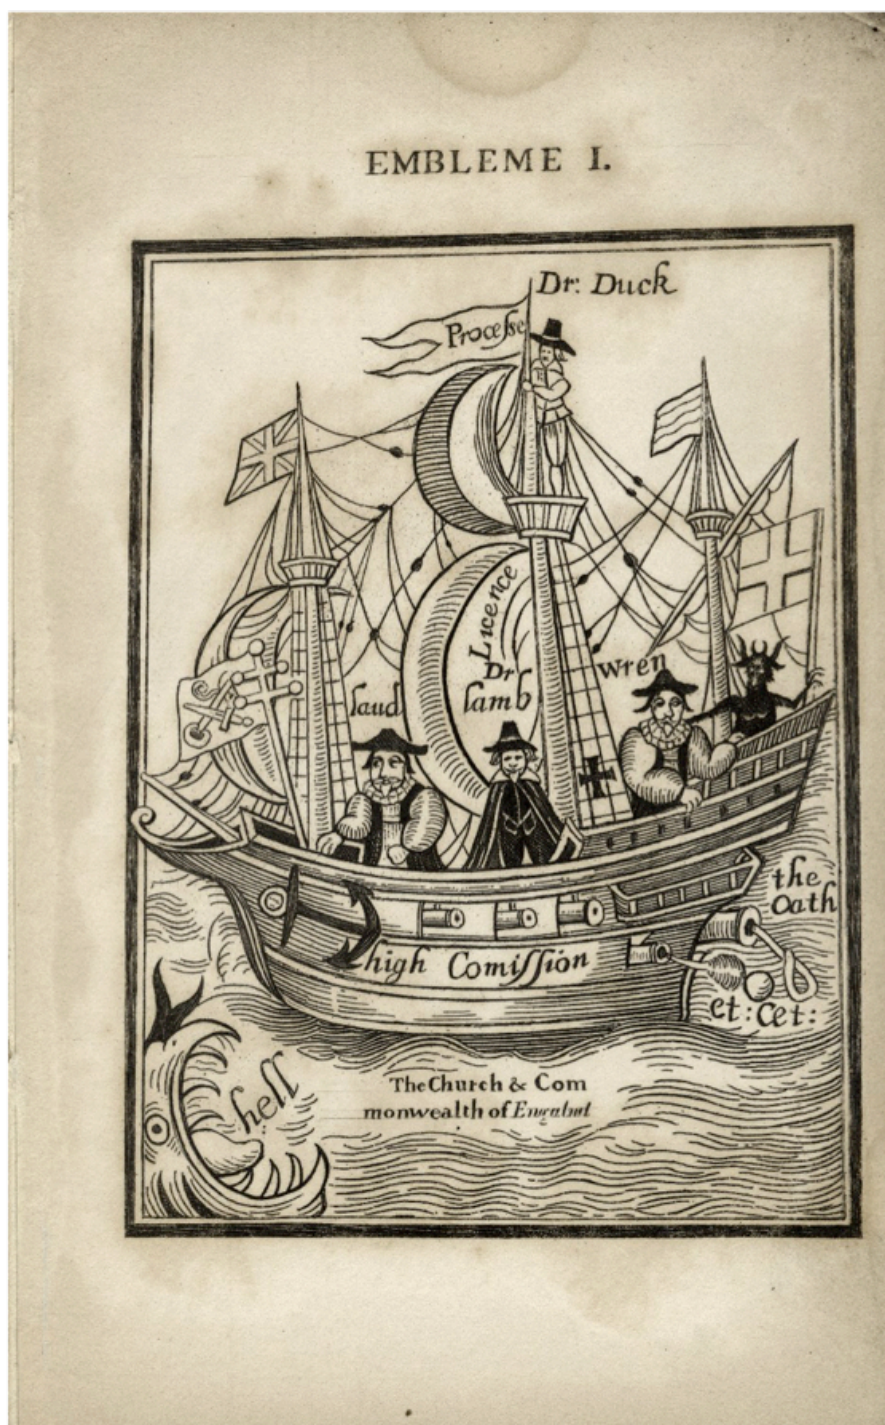 EMBLEME I.
Dr: Duck
Proceſse
Licence
laud
Dr
lamb
wren
the
Oath
high Comiſſion
et: Cet:
hell
The Church & Com
monwealth of